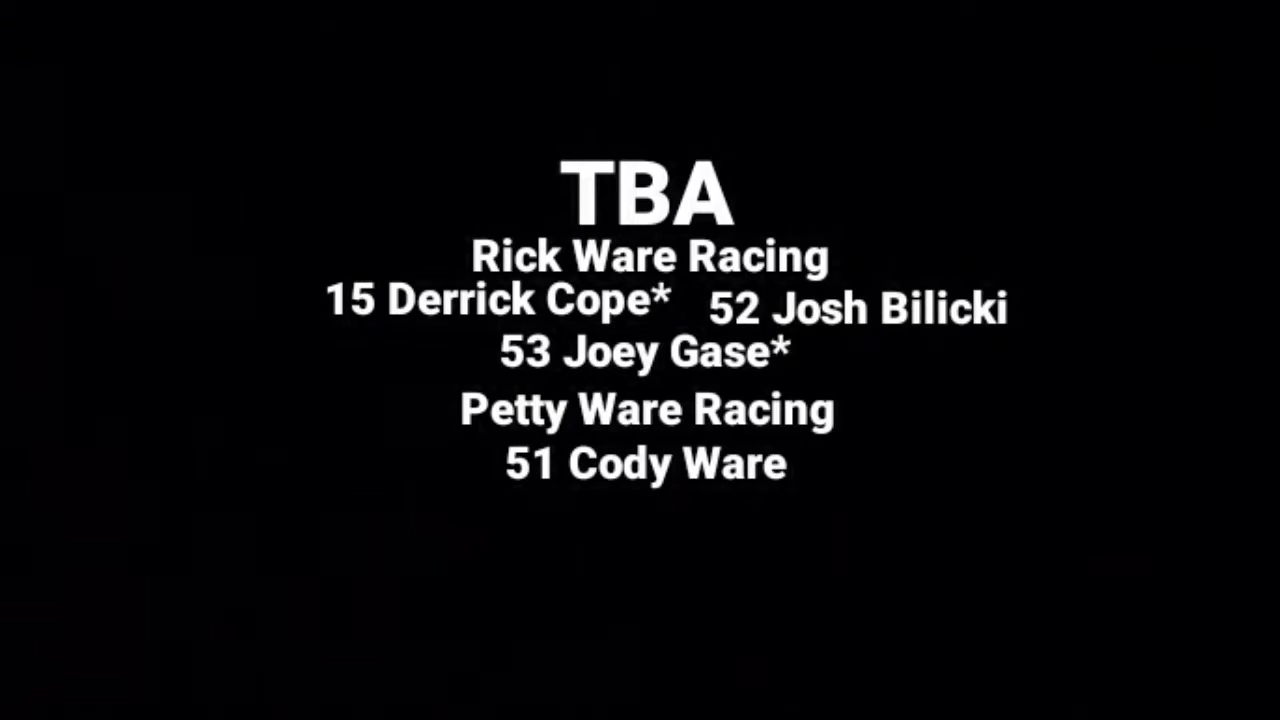 TBA
Rick Ware Racing
15 Derrick Cope* 52 Josh Bilicki
53 Joey Gase*
Petty Ware Racing
51 Cody Ware